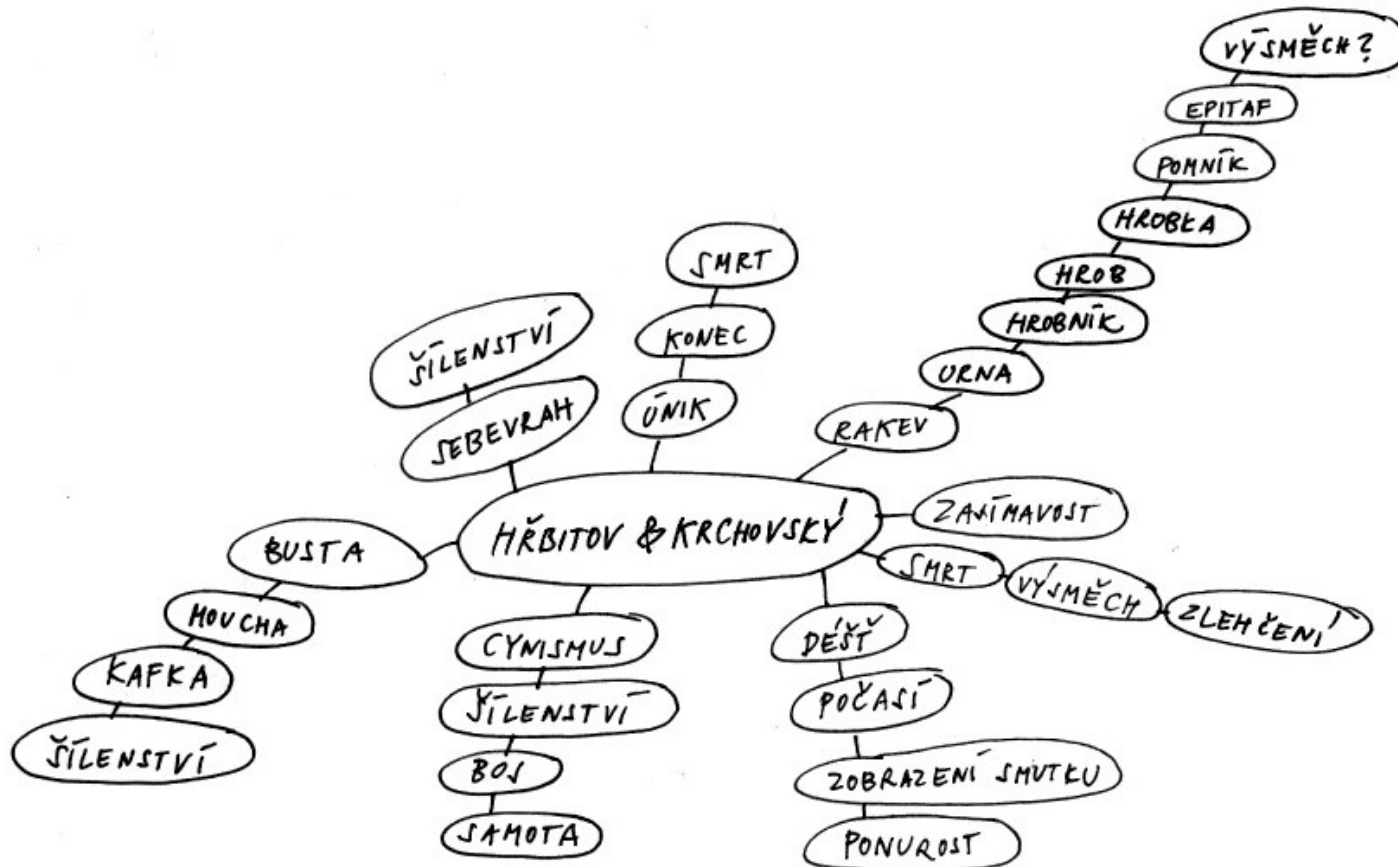 VÝSMĚCH?
EPITAF
POMNÍK
HROBKA
HROB
HROBNÍK
URNA
RAKEV
SMRT
KONEC
ÚNIK
ŠÍLENSTVÍ
SEBEVRAH
HŘBITOV & KRCHOVSKÝ
ZAJÍMAVOST
SMRT
VÝSMĚCH
ZLEHČENÍ
BUSTA
MOUCHA
KAFKA
ŠÍLENSTVÍ
CYNISMUS
ŠÍLENSTVÍ
BOS
SAMOTA
DÉŠŤ
POČASÍ
ZOBRAZENÍ SMUTKU
PONUROST